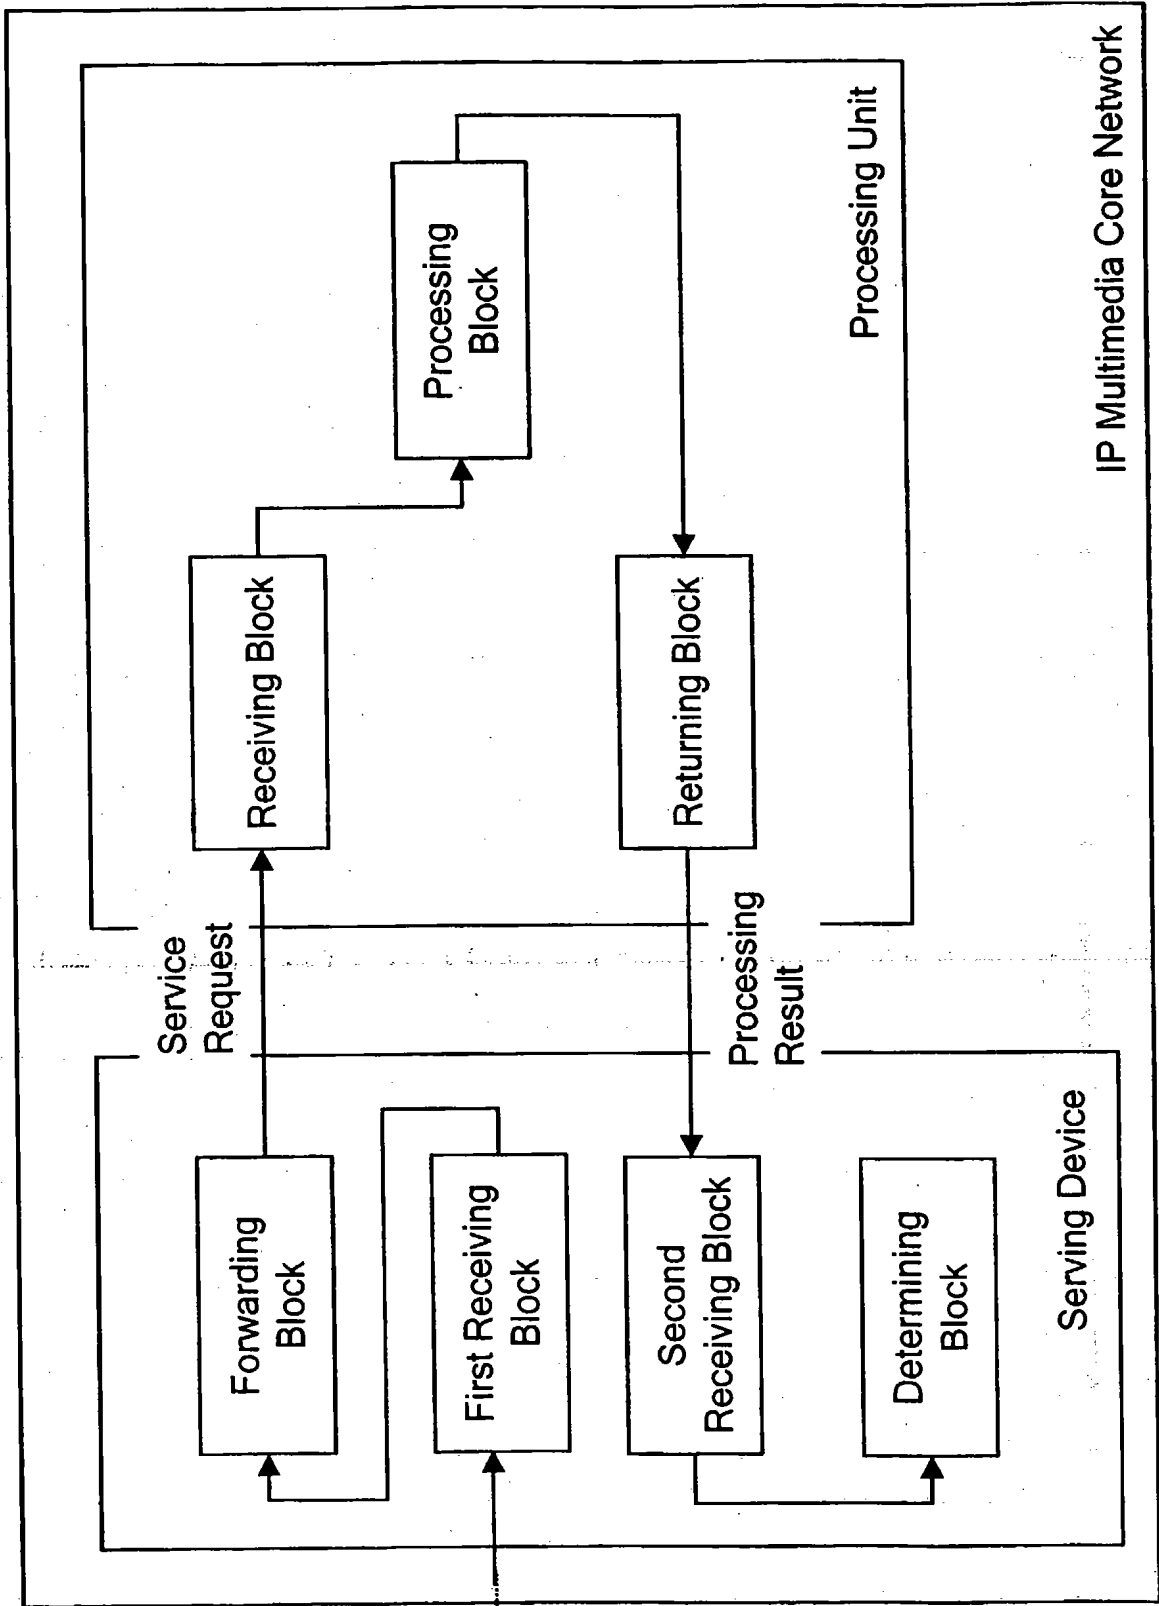 Forwarding
Block
First Receiving
Block
Second
Receiving Block
Determining
Block
Serving Device
Service
Request
Processing
Result
Receiving Block
Returning Block
Processing
Block
Processing Unit
IP Multimedia Core Network